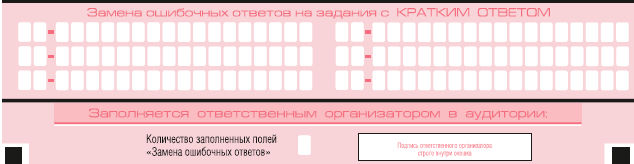 Замена ошибочных ответов на задания с КРАТКИМ ОТВЕТОМ
Заполняется ответственным организатором в аудитории:
Количество заполненных полей
«Замена ошибочных ответов»
Подпись ответственного организатора
строго внутри окошка